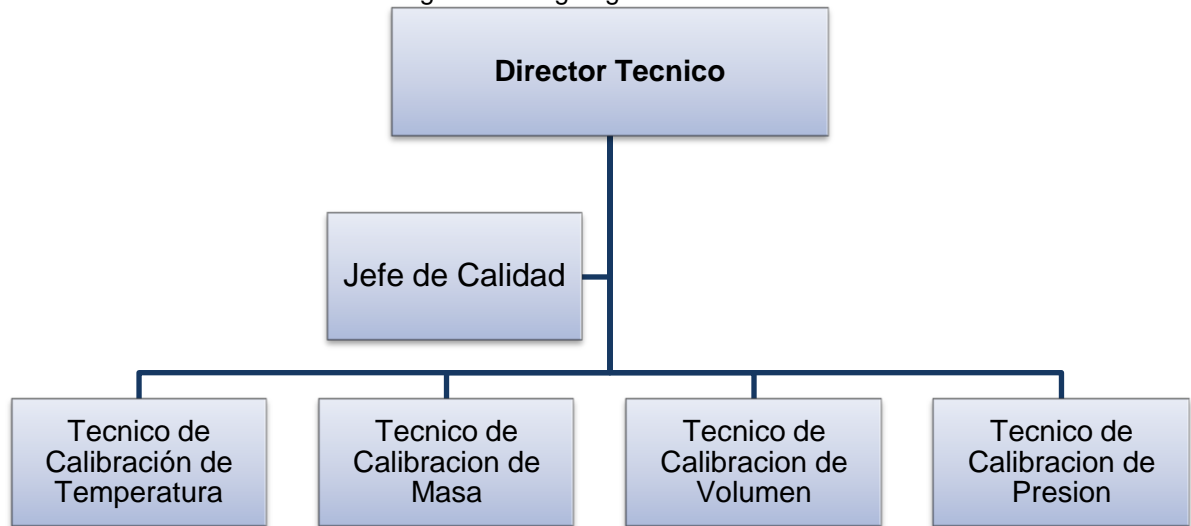 Director Tecnico
Jefe de Calidad
Tecnico de
Calibración de
Temperatura
Tecnico de
Calibracion de
Masa
Tecnico de
Calibracion de
Volumen
Tecnico de
Calibracion de
Presion